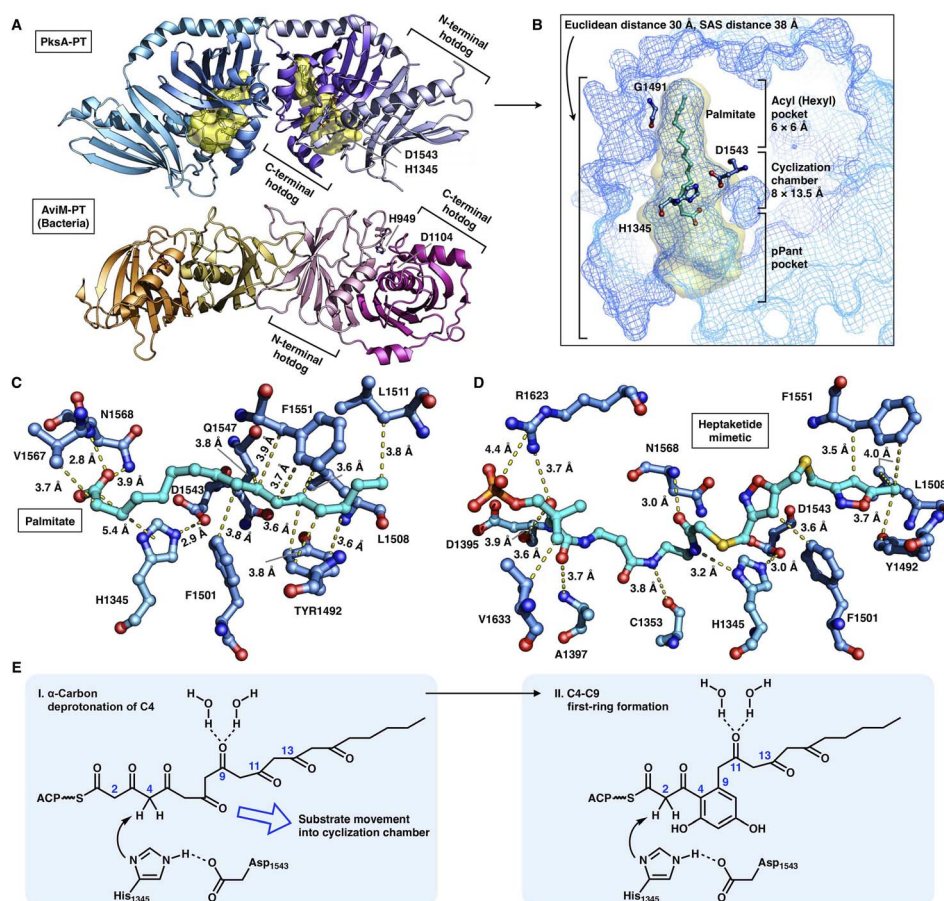 A
PksA-PT
N-terminal
hotdog
D1543
H1345
C-terminal
hotdog
AviM-PT
(Bacteria)
C-terminal
hotdog
H949
D1104
N-terminal
hotdog
B
Euclidean distance 30 Å, SAS distance 38 Å
G1491
Palmitate
Acyl (Hexyl)
pocket
6 × 6 Å
D1543
Cyclization
chamber
8 × 13.5 Å
H1345
pPant
pocket
C
N1568
V1567
2.8 Å
3.7 Å
3.9 Å
Palmitate
5.4 Å
D1543
2.9 Å
H1345
Q1547
3.8 Å
F1551
3.9 Å
3.7 Å
3.6 Å
L1511
3.8 Å
3.8 Å
3.6 Å
3.8 Å
3.6 Å
L1508
F1501
TYR1492
D
R1623
Heptaketide
mimetic
F1551
4.4 Å
3.7 Å
N1568
3.0 Å
3.5 Å
4.0 Å
L1508
D1543
3.6 Å
3.7 Å
D1395
3.9 Å
3.6 Å
3.7 Å
3.8 Å
3.2 Å
3.0 Å
Y1492
V1633
A1397
C1353
H1345
F1501
E
I. α-Carbon
deprotonation of C4
H O H H O H
O O O O O O O
2 4 9 11 13
ACP S
H H
Substrate movement
into cyclization chamber
N N H O Asp1543
O
His1345
II. C4-C9
first-ring formation
H O H H O H
O O O O
2 4 9 11 13
ACP S
H H
HO OH
N N H O Asp1543
O
His1345